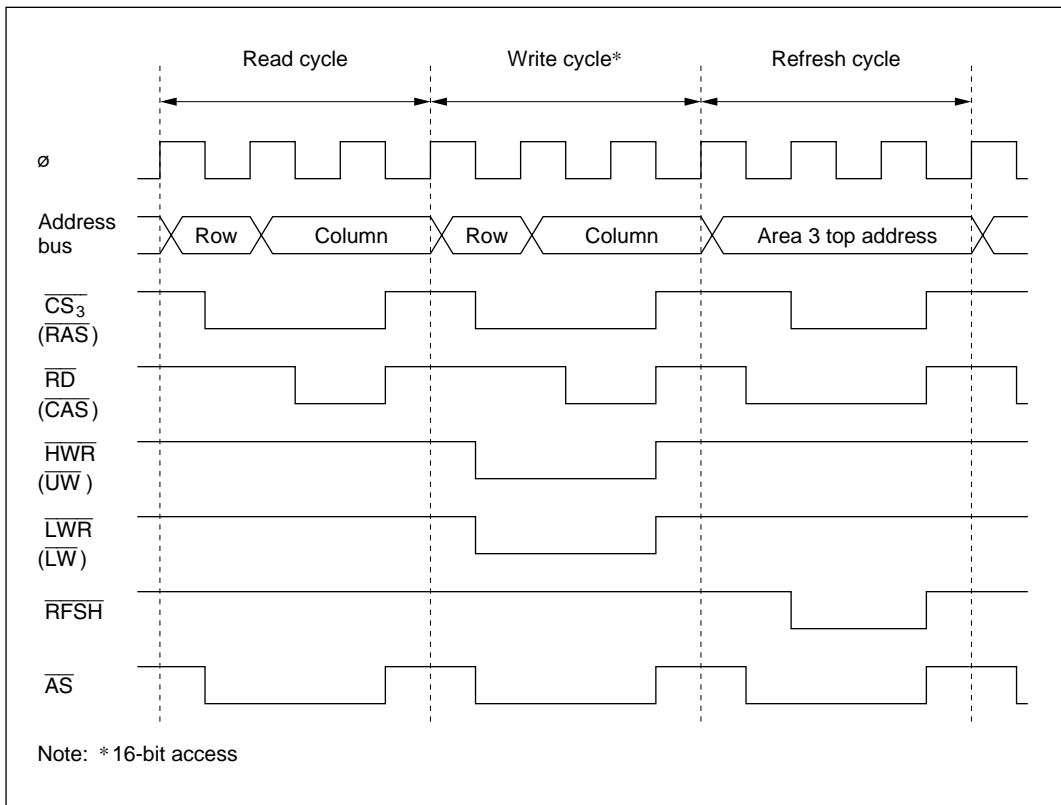 Read cycle Write cycle* Refresh cycle
ø
Address
bus
Row Column Row Column Area 3 top address
CS3
(RAS)
RD
(CAS)
HWR
(UW )
LWR
(LW )
RFSH
AS
Note: *16-bit access